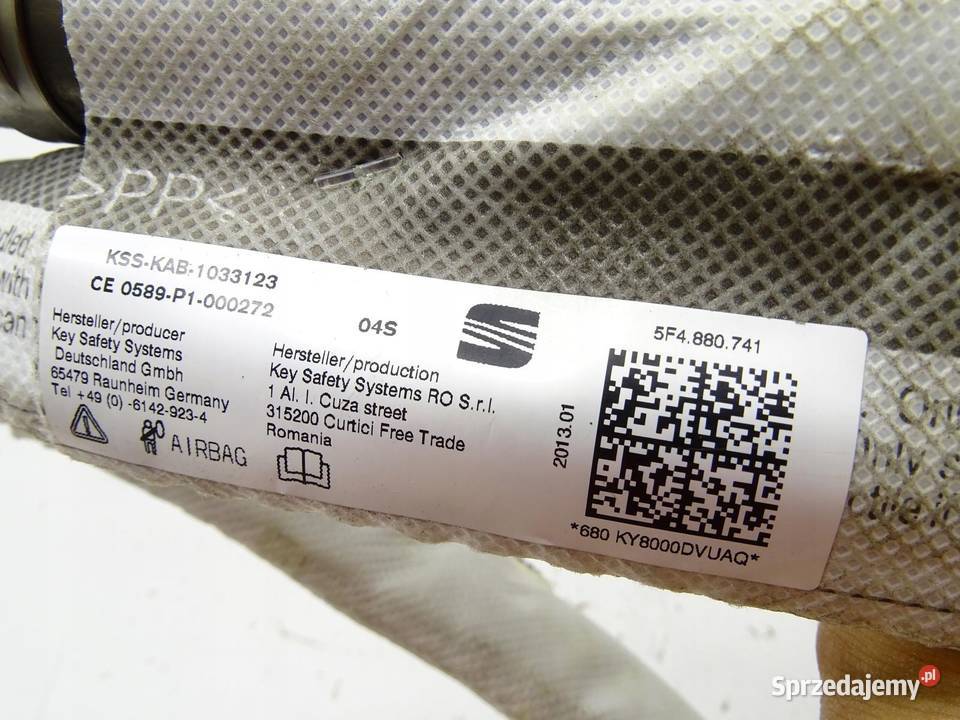 >PP<
KSS-KAB-1033123
CE 0589-P1-000272
04S
Hersteller/producer
Key Safety Systems
Deutschland Gmbh
65479 Raunheim Germany
Tel +49 (0) -6142-923-4
AIRBAG
Hersteller/production
Key Safety Systems RO S.r.l.
1 Al. I. Cuza street
315200 Curtici Free Trade
Romania
5F4.880.741
2013.01
*680 KY8000DVUAQ*
with
Sprzedajemy.pl